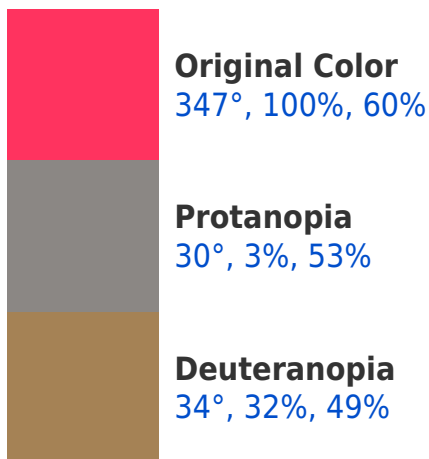 Original Color
347°, 100%, 60%
Protanopia
30°, 3%, 53%
Deuteranopia
34°, 32%, 49%